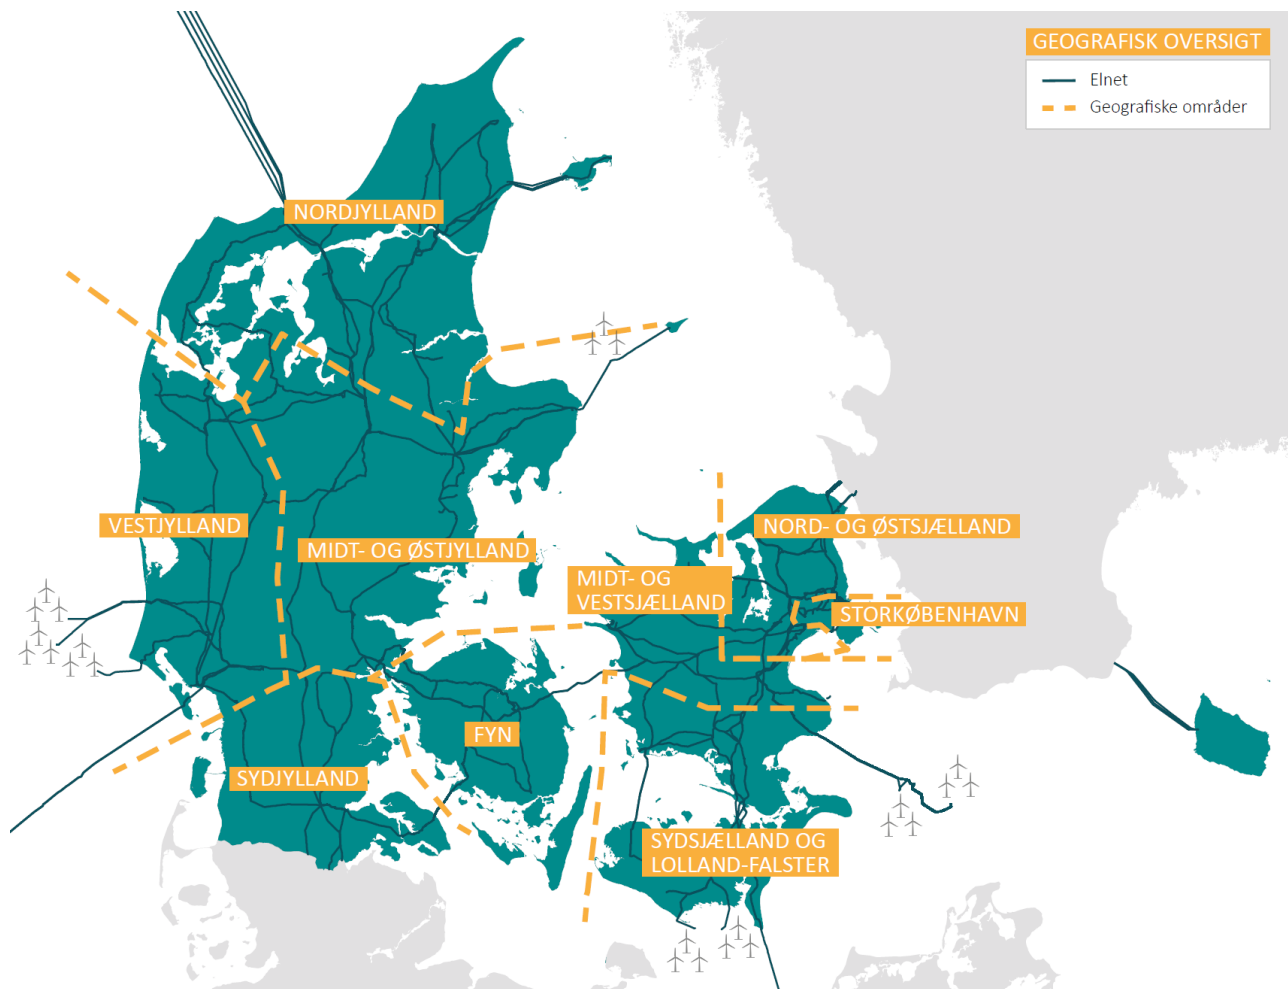 GEOGRAFISK OVERSIGT
Elnet
Geografiske områder
NORDJYLLAND
VESTJYLLAND
MIDT- OG ØSTJYLLAND
NORD- OG ØSTSJÆLLAND
MIDT- OG
VESTSJÆLLAND
STORKØBENHAVN
FYN
SYDJYLLAND
SYDSJÆLLAND OG
LOLLAND-FALSTER